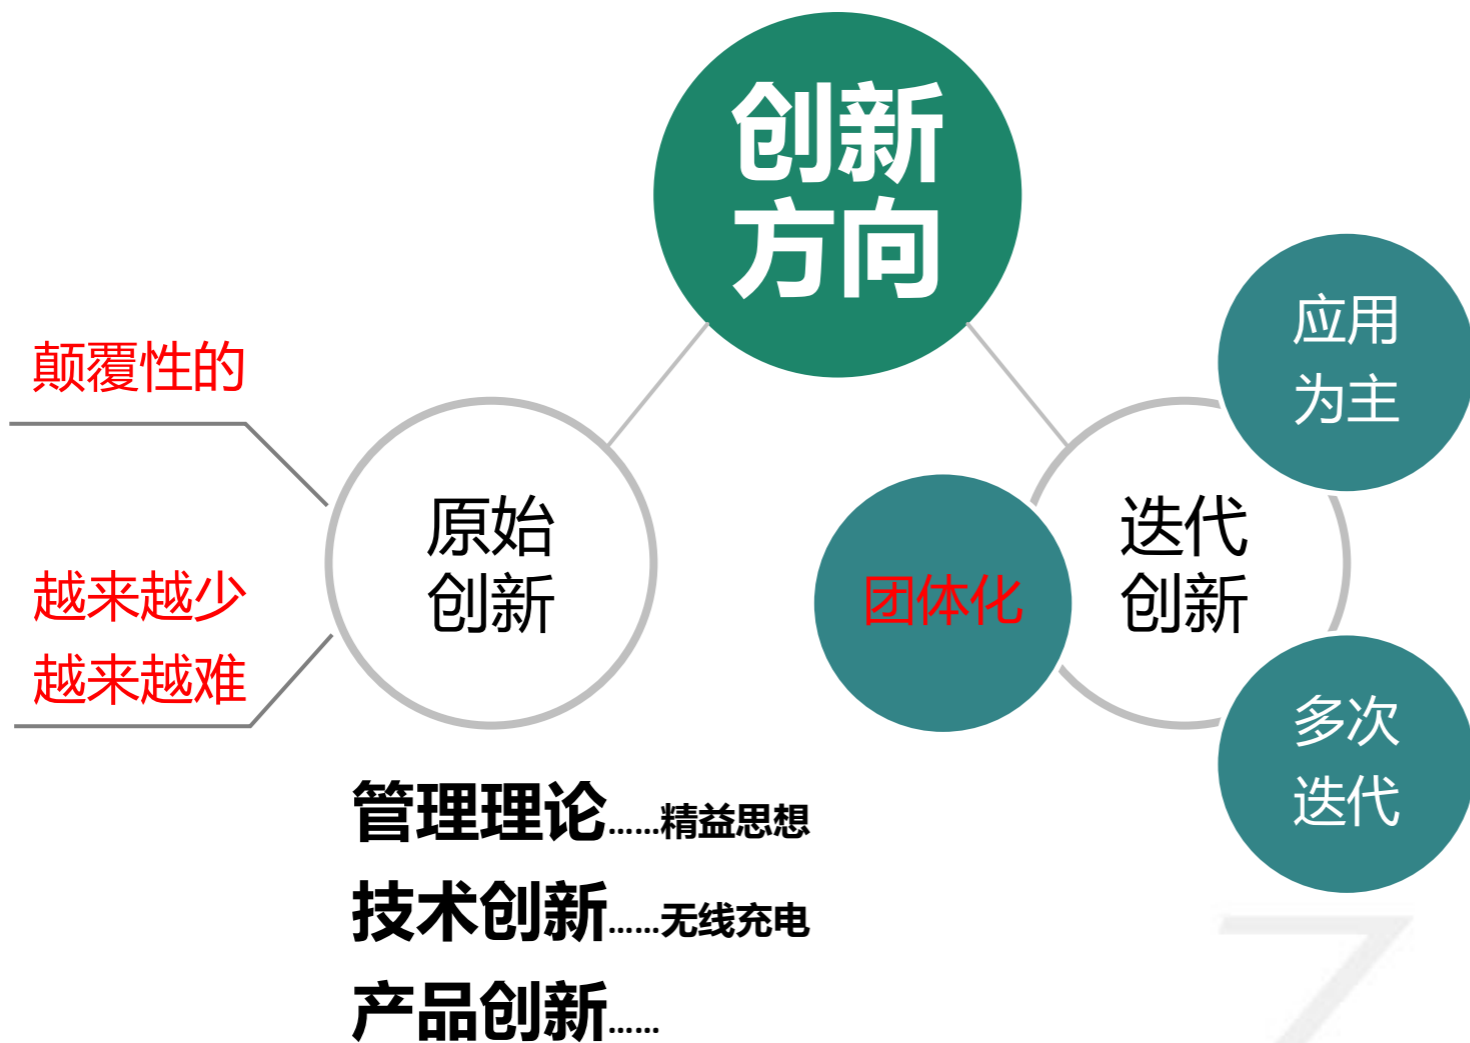 创新
方向
颠覆性的
越来越少
越来越难
原始
创新
团体化
迭代
创新
应用
为主
多次
迭代
管理理论......精益思想
技术创新......无线充电
产品创新......